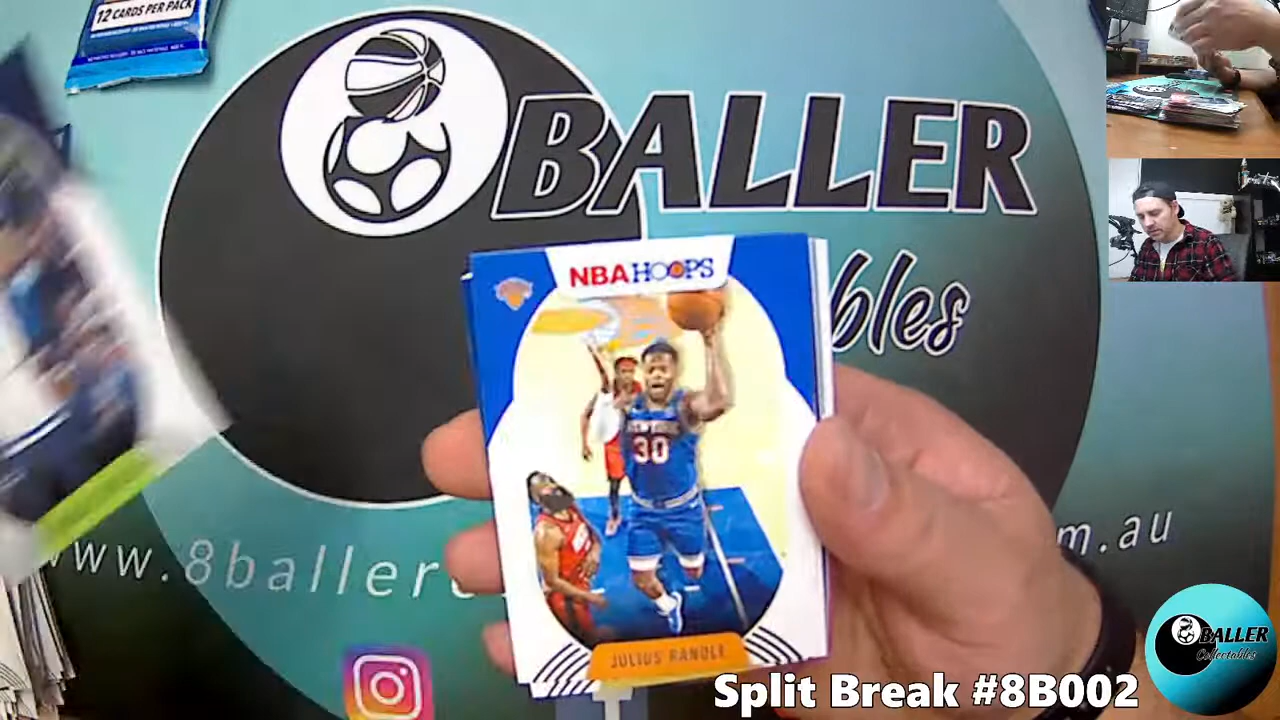 12 CARDS PER PACK
BALLER
NBA HOOPS
NEW YORK
30
JULIUS RANDLE
bles
www.8baller
m.au
BALLER
Collectables
Split Break #8B002